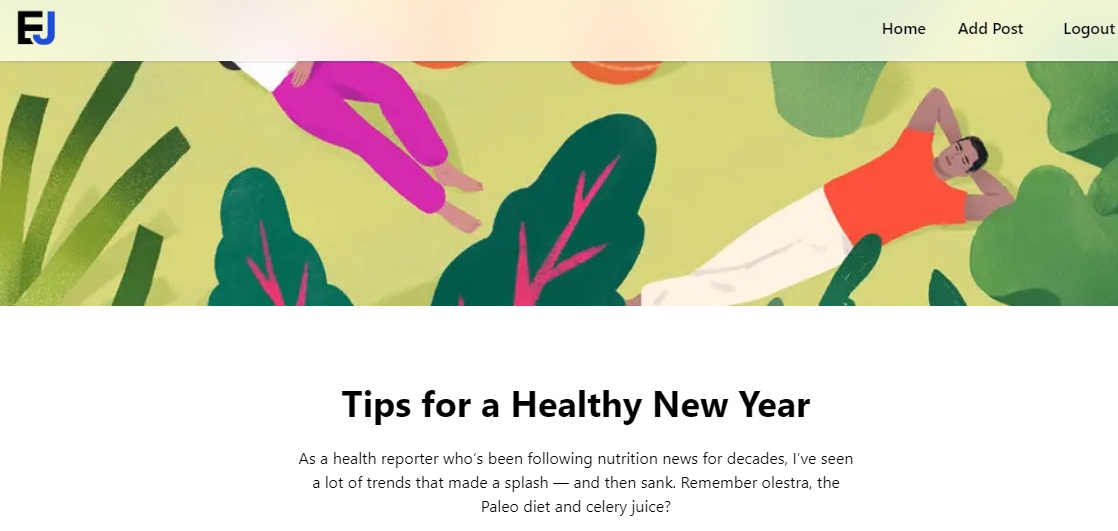 EJ
Home Add Post Logout
Tips for a Healthy New Year
As a health reporter who's been following nutrition news for decades, I've seen
a lot of trends that made a splash — and then sank. Remember olestra, the
Paleo diet and celery juice?